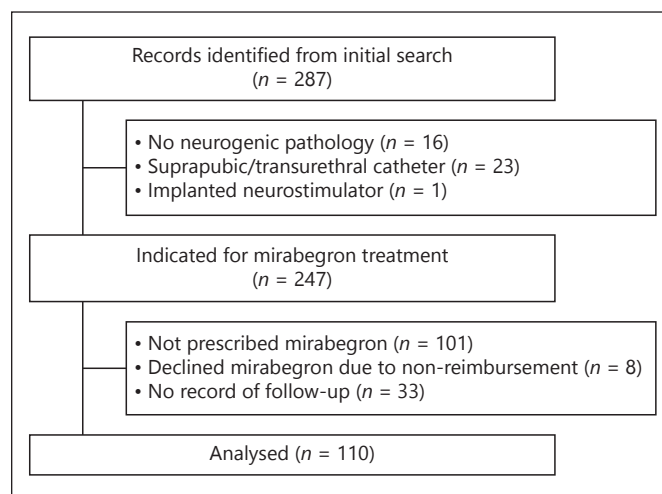 Records identified from initial search
(n = 287)
• No neurogenic pathology (n = 16)
• Suprapubic/transurethral catheter (n = 23)
• Implanted neurostimulator (n = 1)
Indicated for mirabegron treatment
(n = 247)
• Not prescribed mirabegron (n = 101)
• Declined mirabegron due to non-reimbursement (n = 8)
• No record of follow-up (n = 33)
Analysed (n = 110)